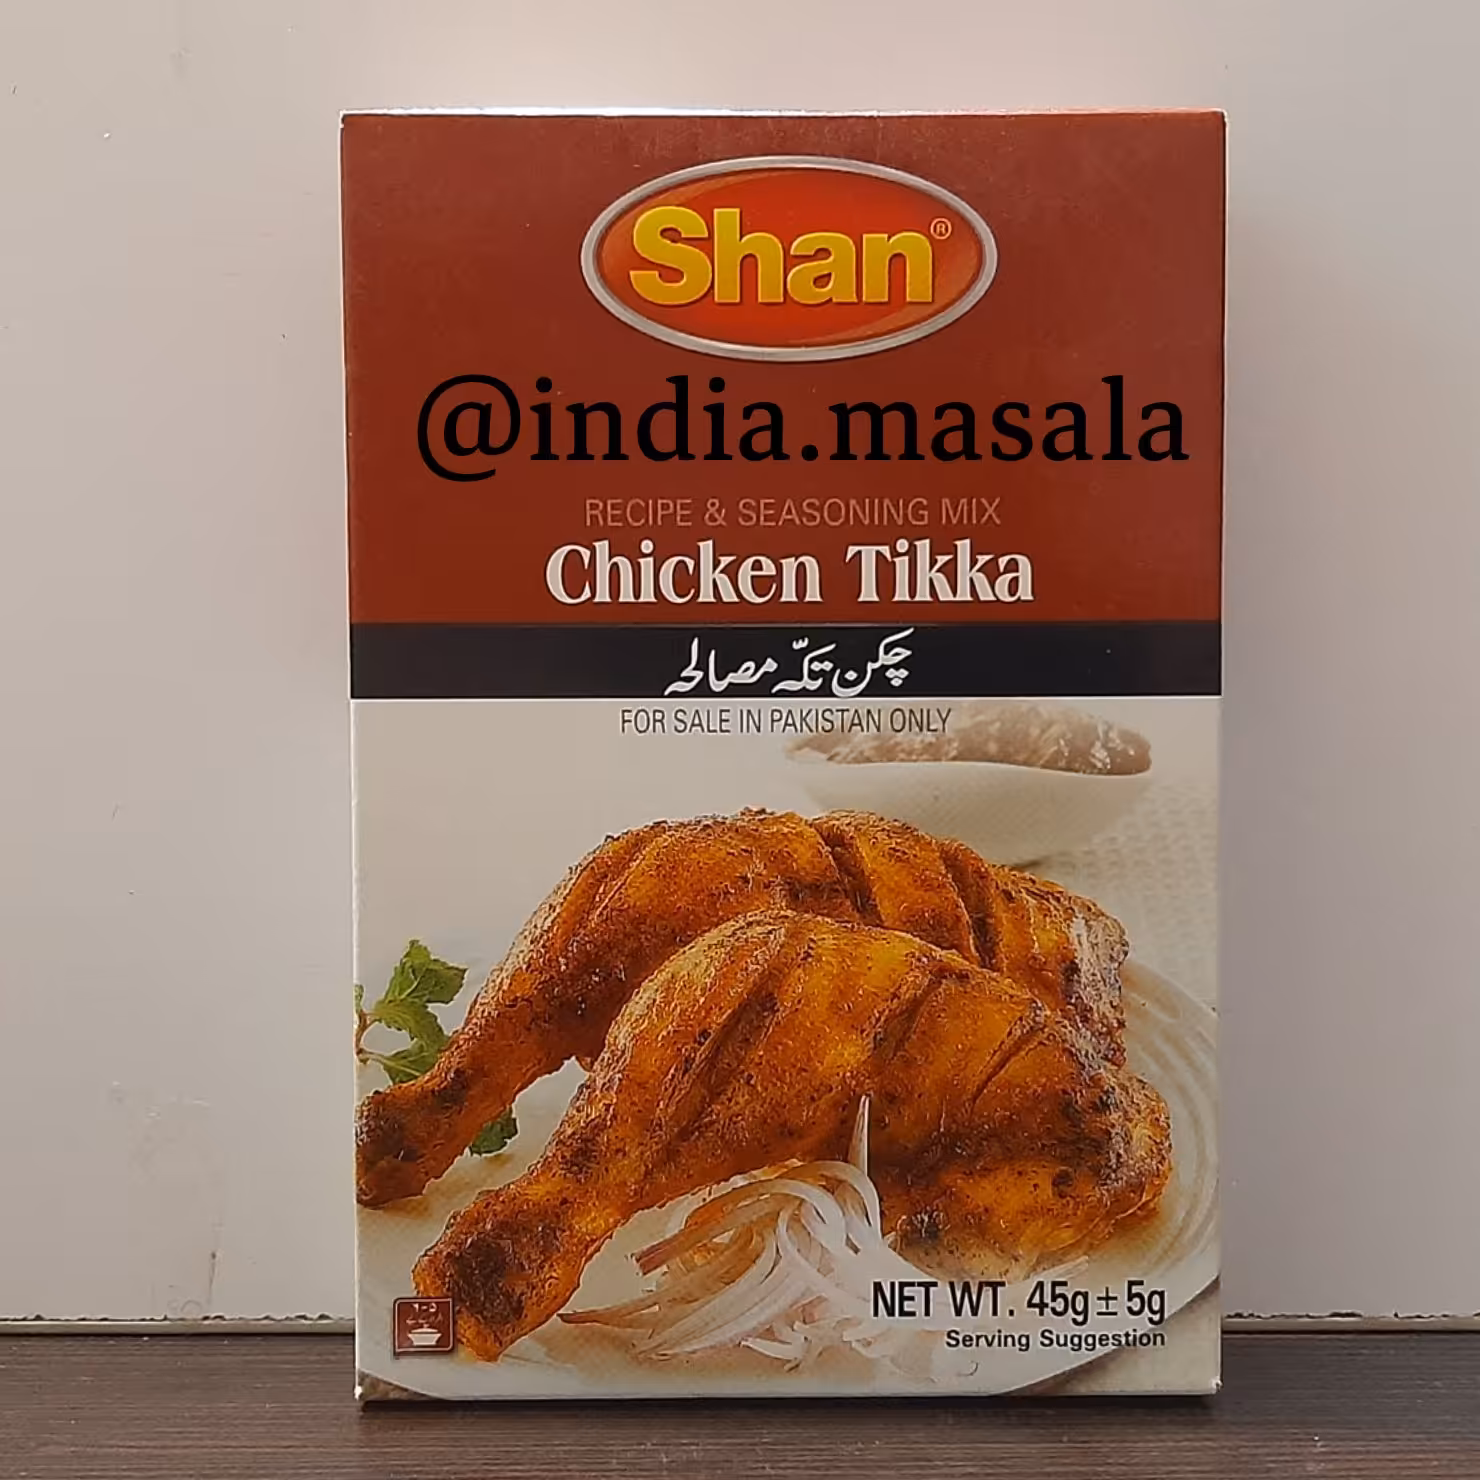 Shan®
@india.masala
RECIPE & SEASONING MIX
Chicken Tikka
چکن تکّہ مصالحہ
FOR SALE IN PAKISTAN ONLY
NET WT. 45g ± 5g
Serving Suggestion